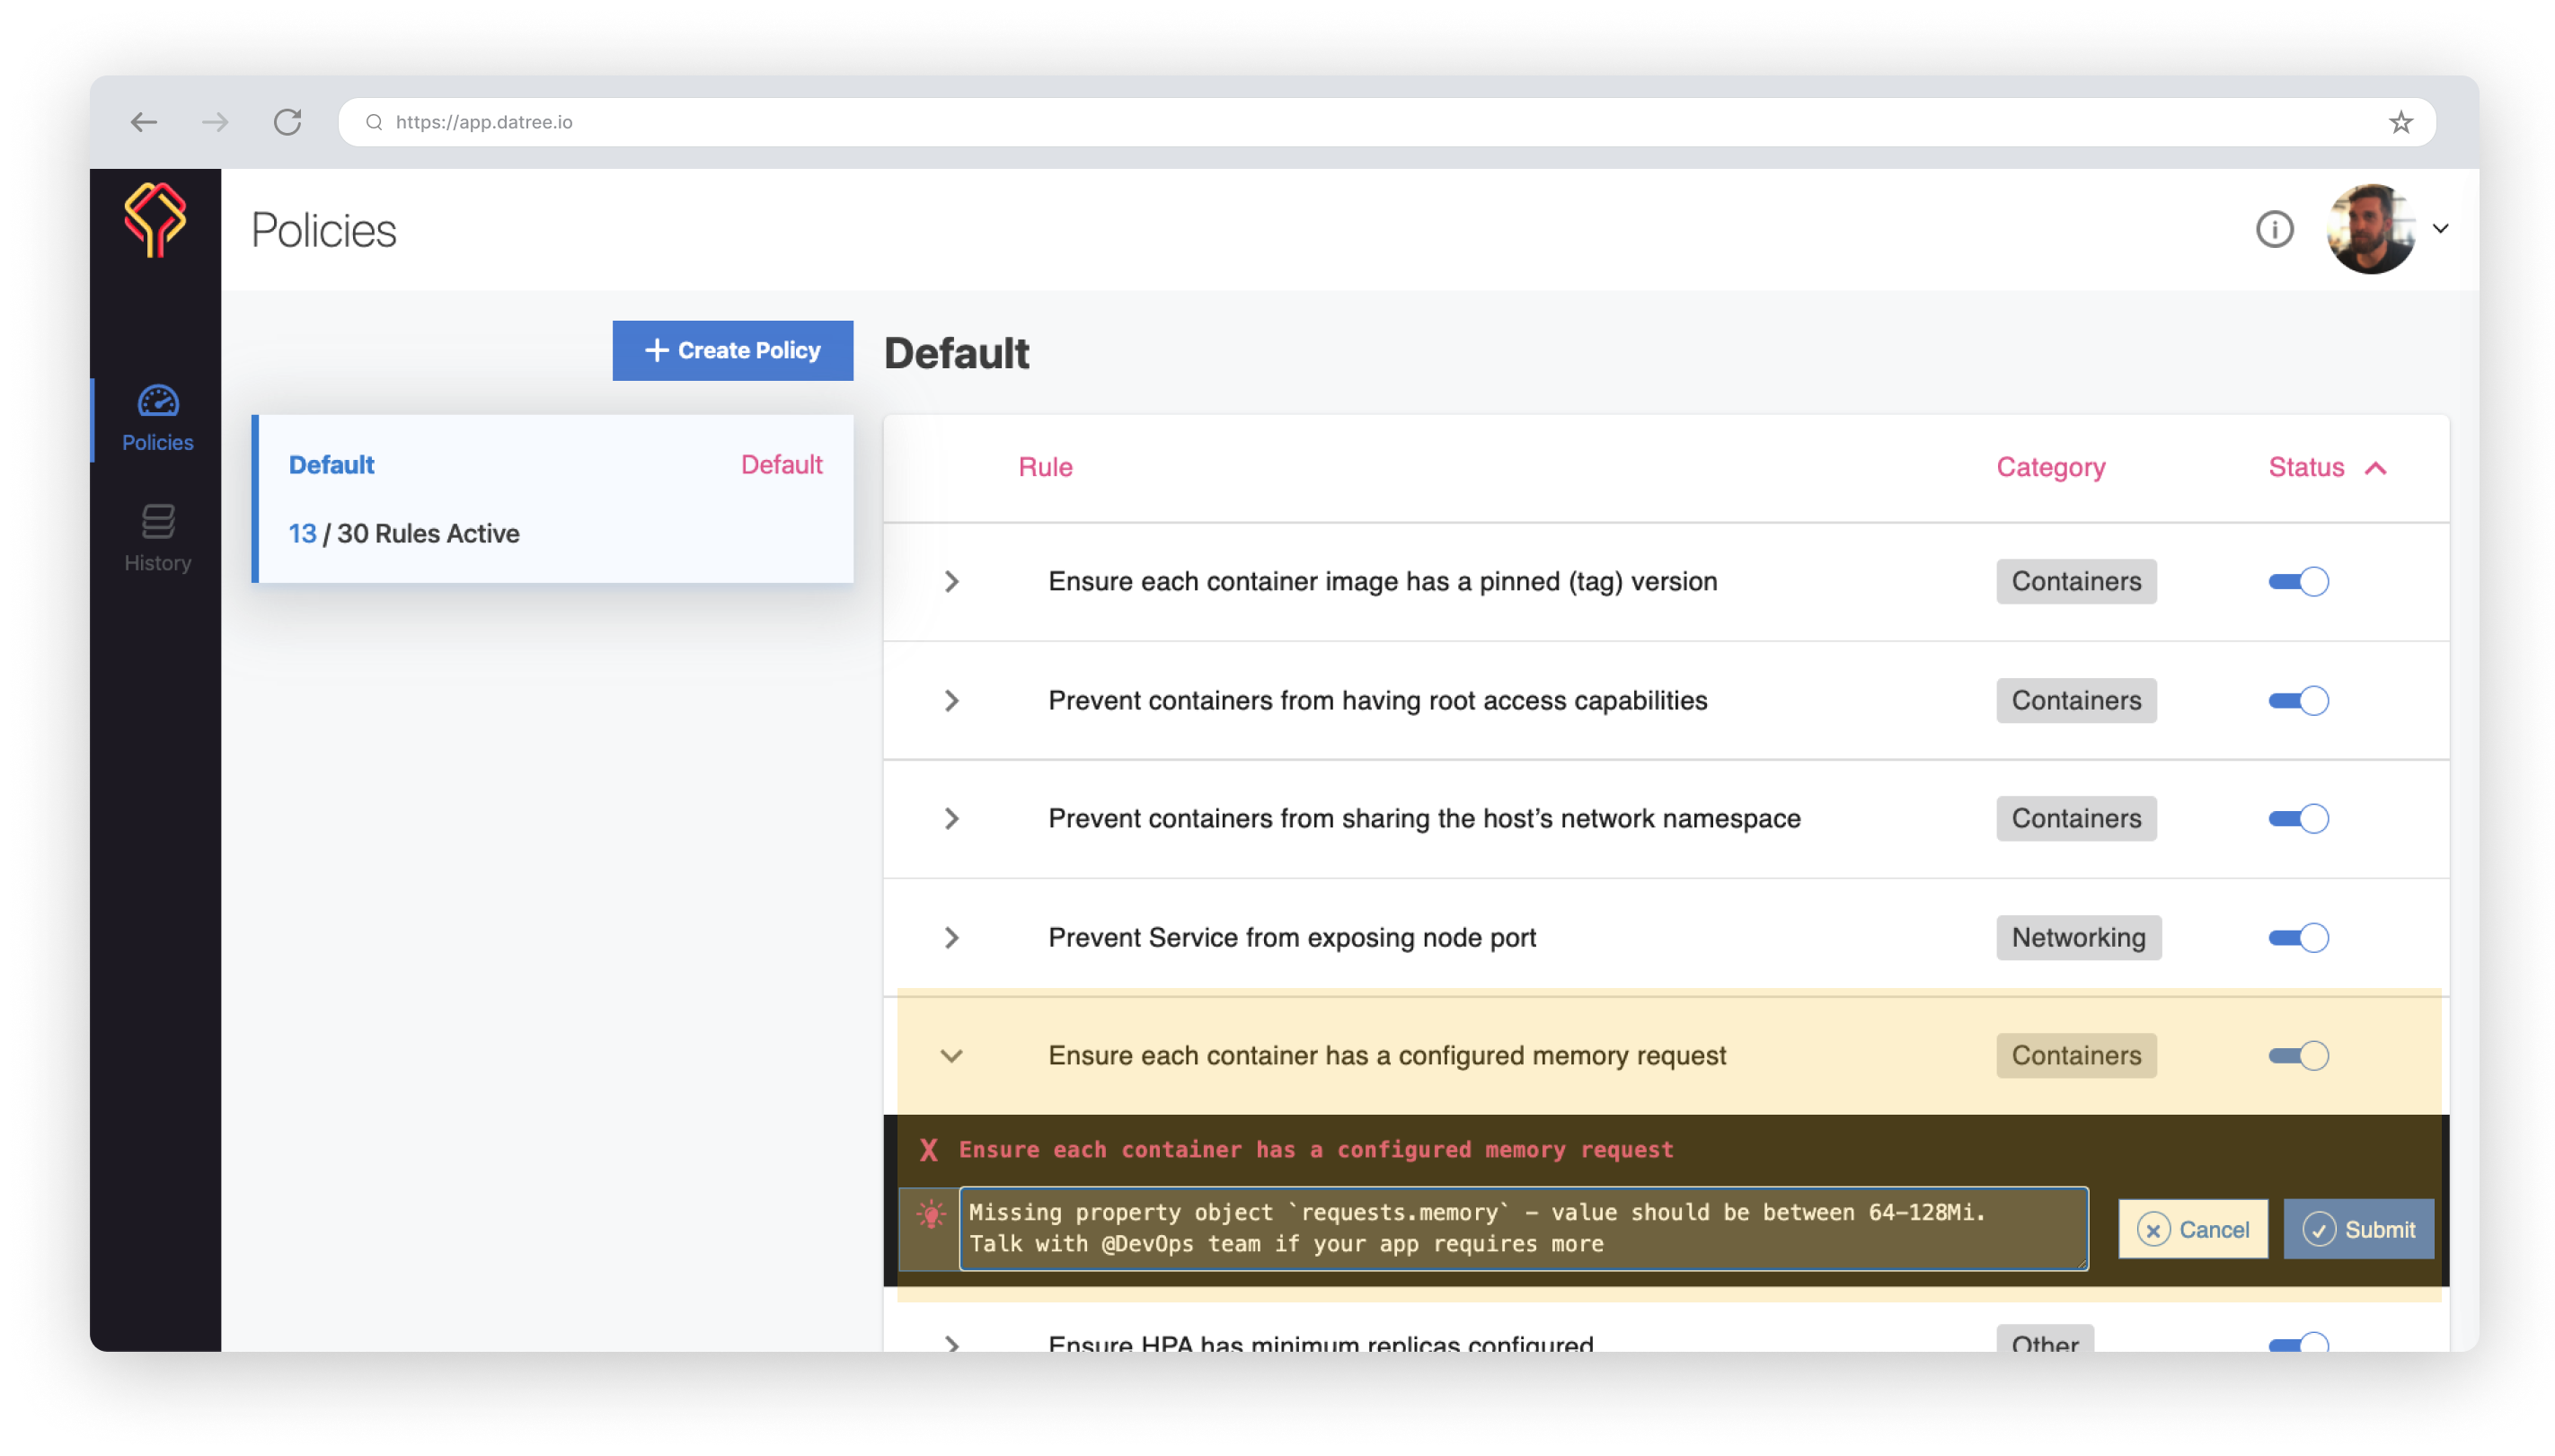 https://app.datree.io
Policies
Policies
History
+ Create Policy
Default Default
13 / 30 Rules Active
Default
Rule Category Status
Ensure each container image has a pinned (tag) version Containers
Prevent containers from having root access capabilities Containers
Prevent containers from sharing the host’s network namespace Containers
Prevent Service from exposing node port Networking
Ensure each container has a configured memory request Containers
X Ensure each container has a configured memory request
Missing property object `requests.memory` - value should be between 64-128Mi.
Talk with @DevOps team if your app requires more
Cancel Submit
Ensure HPA has minimum replicas configured Other